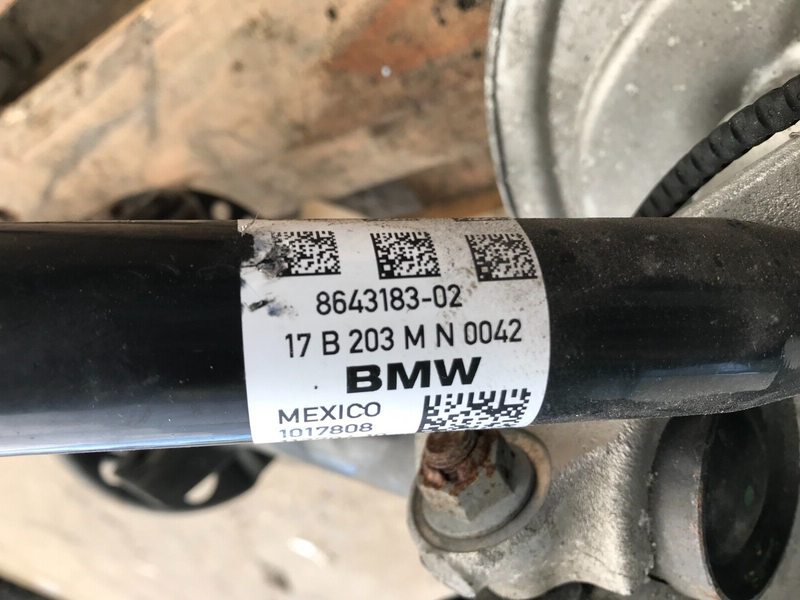 8643183-02
17 B 203 M N 0042
BMW
MEXICO
1017808